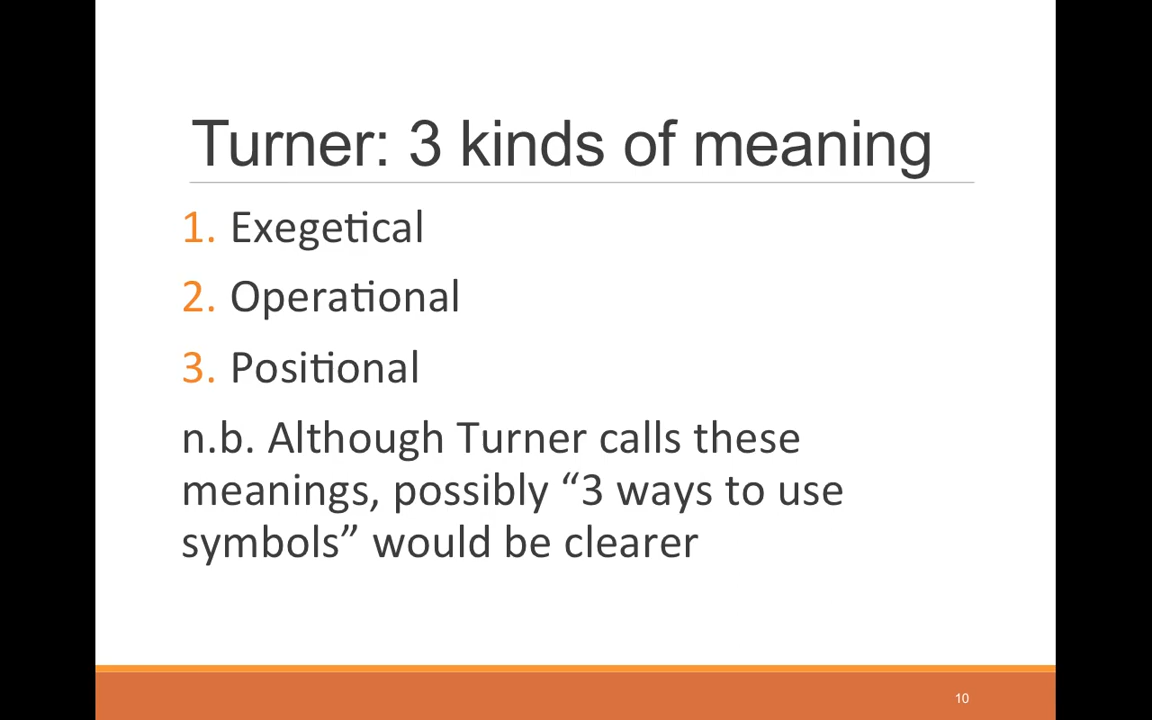 Turner: 3 kinds of meaning
1. Exegetical
2. Operational
3. Positional
n.b. Although Turner calls these
meanings, possibly “3 ways to use
symbols” would be clearer
10